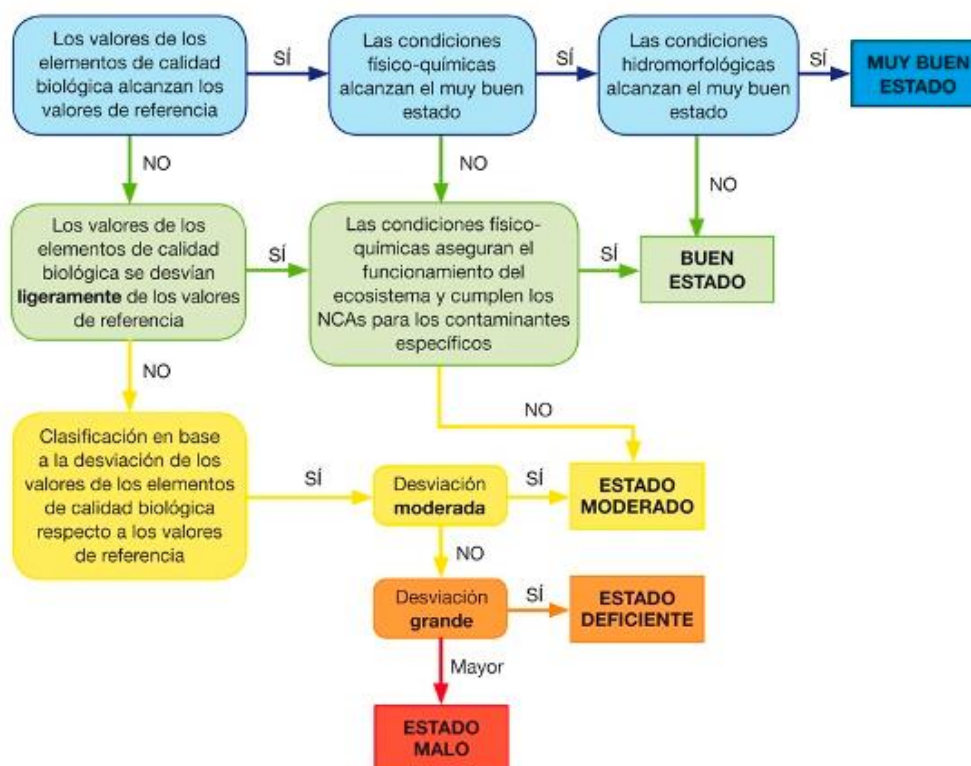 Los valores de los
elementos de calidad
biológica alcanzan los
valores de referencia
SÍ
Las condiciones
físico-químicas
alcanzan el muy buen
estado
SÍ
Las condiciones
hidromorfológicas
alcanzan el muy buen
estado
SÍ
MUY BUEN
ESTADO
NO
NO
NO
Los valores de los
elementos de calidad
biológica se desvían
ligeramente de los valores
de referencia
SÍ
Las condiciones físico-
químicas aseguran el
funcionamiento del
ecosistema y cumplen los
NCAs para los contaminantes
específicos
SÍ
BUEN
ESTADO
NO
NO
Clasificación en base
a la desviación de los
valores de los elementos
de calidad biológica
respecto a los valores
de referencia
SÍ
Desviación
moderada
SÍ
ESTADO
MODERADO
NO
Desviación
grande
SÍ
ESTADO
DEFICIENTE
Mayor
ESTADO
MALO